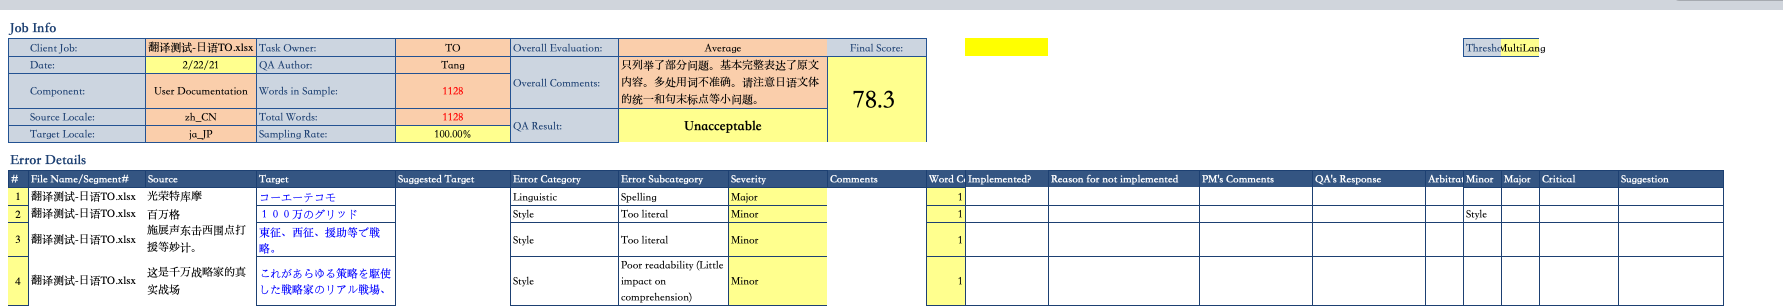 Job Info
Client Job: 翻译测试-日语TO.xlsx Task Owner: TO Overall Evaluation: Average Final Score:
Threshc MultiLang
Date: 2/22/21 QA Author: Tang
Overall Comments: 只列举了部分问题。基本完整表达了原文
内容。多处用词不准确。请注意日语文体
的统一和句末标点等小问题。
78.3
Component: User Documentation Words in Sample: 1128
Source Locale: zh_CN Total Words: 1128
QA Result: Unacceptable
Target Locale: ja_JP Sampling Rate: 100.00%
Error Details
# File Name/Segment# Source Target Suggested Target Error Category Error Subcategory Severity Comments Word C Implemented? Reason for not implemented PM's Comments QA's Response Arbitrat Minor Major Critical Suggestion
1 翻译测试-日语TO.xlsx 光荣特库摩 コーエーテコモ Linguistic Spelling Major 1
2 翻译测试-日语TO.xlsx 百万格 １００万のグリッド Style Too literal Minor 1 Style
3 翻译测试-日语TO.xlsx 施展声东击西围点打
援等妙计。
東征、西征、援助等で戦
略。
Style Too literal Minor 1
4 翻译测试-日语TO.xlsx 这是千万战略家的真
实战场
これがあらゆる策略を駆使
した戦略家のリアル戦場、
Style Poor readability (Little
impact on
comprehension)
Minor 1